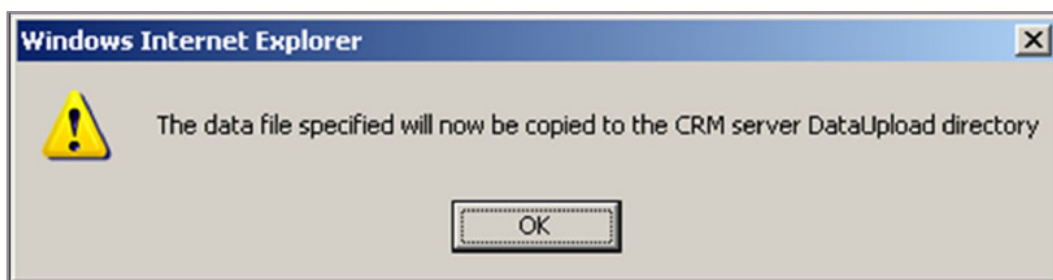 Windows Internet Explorer
The data file specified will now be copied to the CRM server DataUpload directory
OK